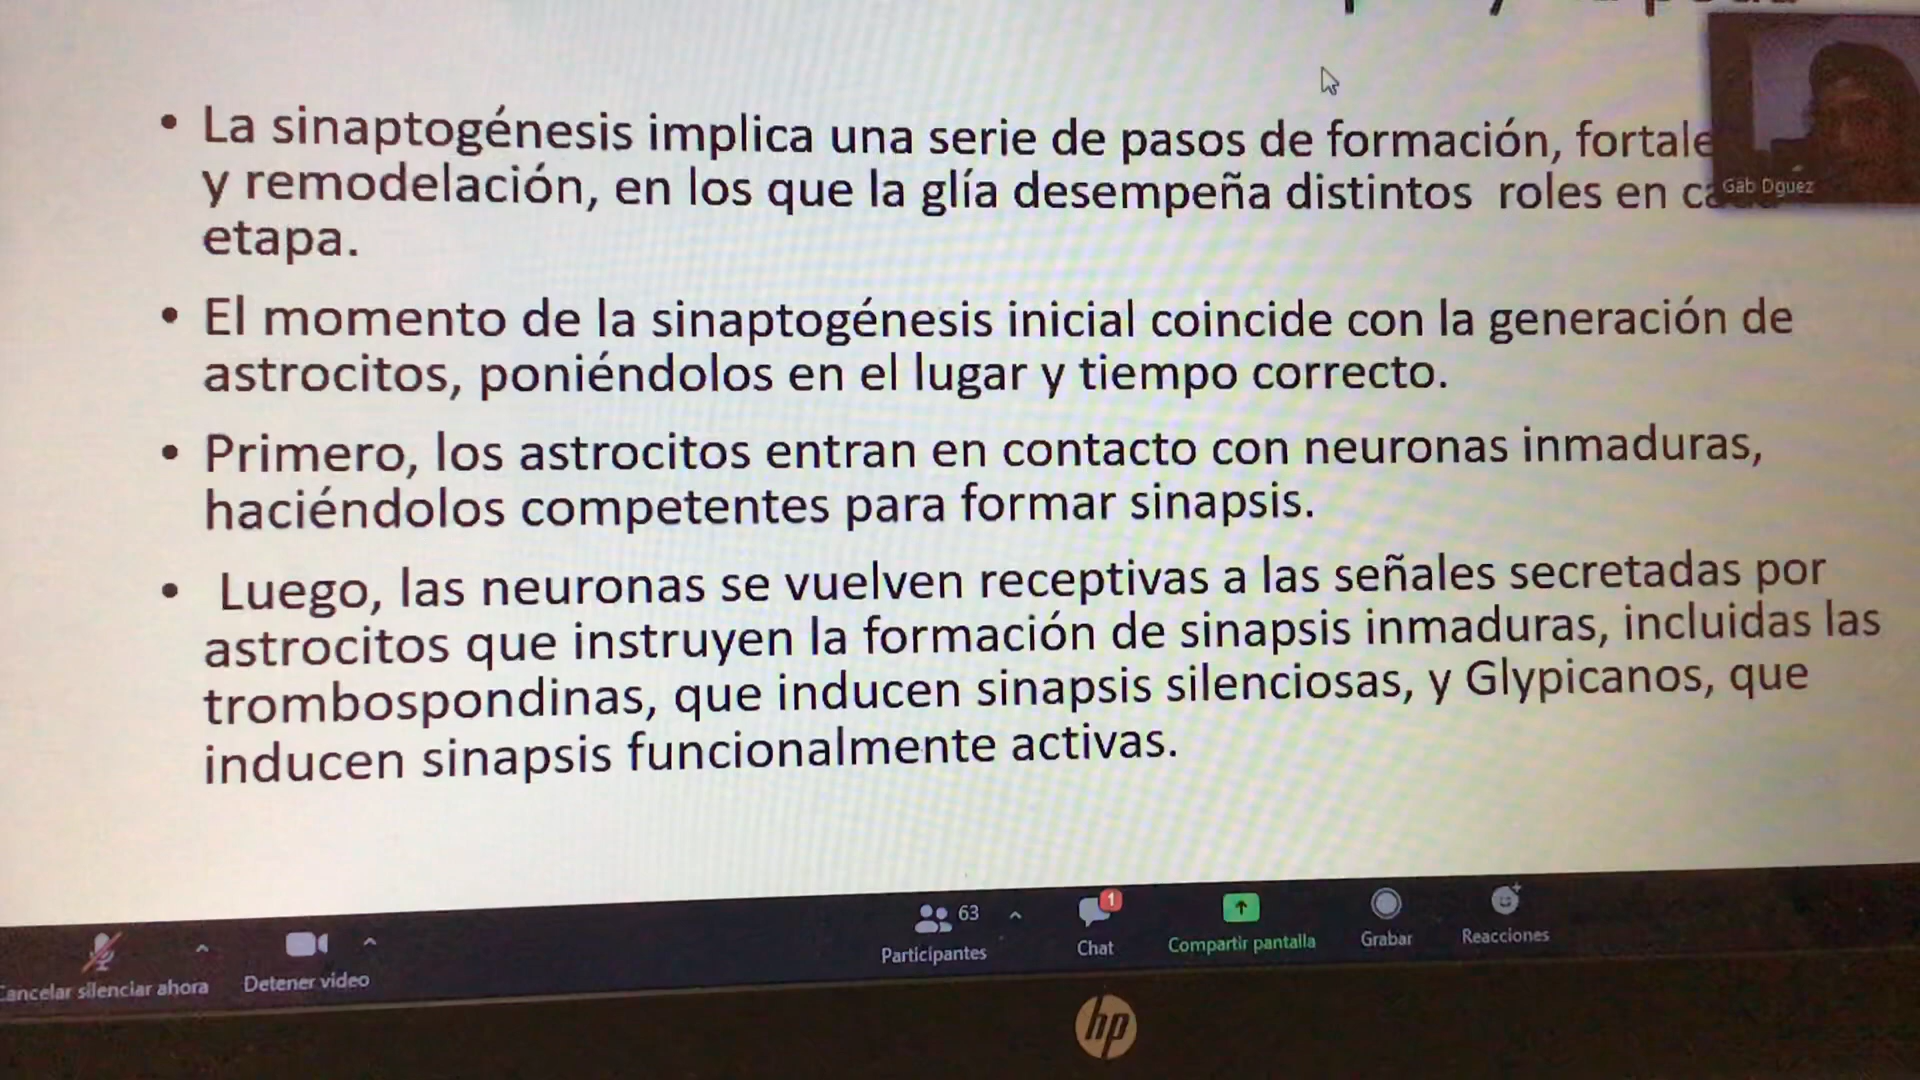 • La sinaptogénesis implica una serie de pasos de formación, fortale
y remodelación, en los que la glía desempeña distintos roles en
etapa.
• El momento de la sinaptogénesis inicial coincide con la generación de
astrocitos, poniéndolos en el lugar y tiempo correcto.
• Primero, los astrocitos entran en contacto con neuronas inmaduras,
haciéndolos competentes para formar sinapsis.
• Luego, las neuronas se vuelven receptivas a las señales secretadas por
astrocitos que instruyen la formación de sinapsis inmaduras, incluidas las
trombospondinas, que inducen sinapsis silenciosas, y Glypicanos, que
inducen sinapsis funcionalmente activas.
Gab Dguez
Cancelar silenciar ahora
Detener video
63
Participantes
1
Chat
Compartir pantalla
Grabar
Reacciones
hp